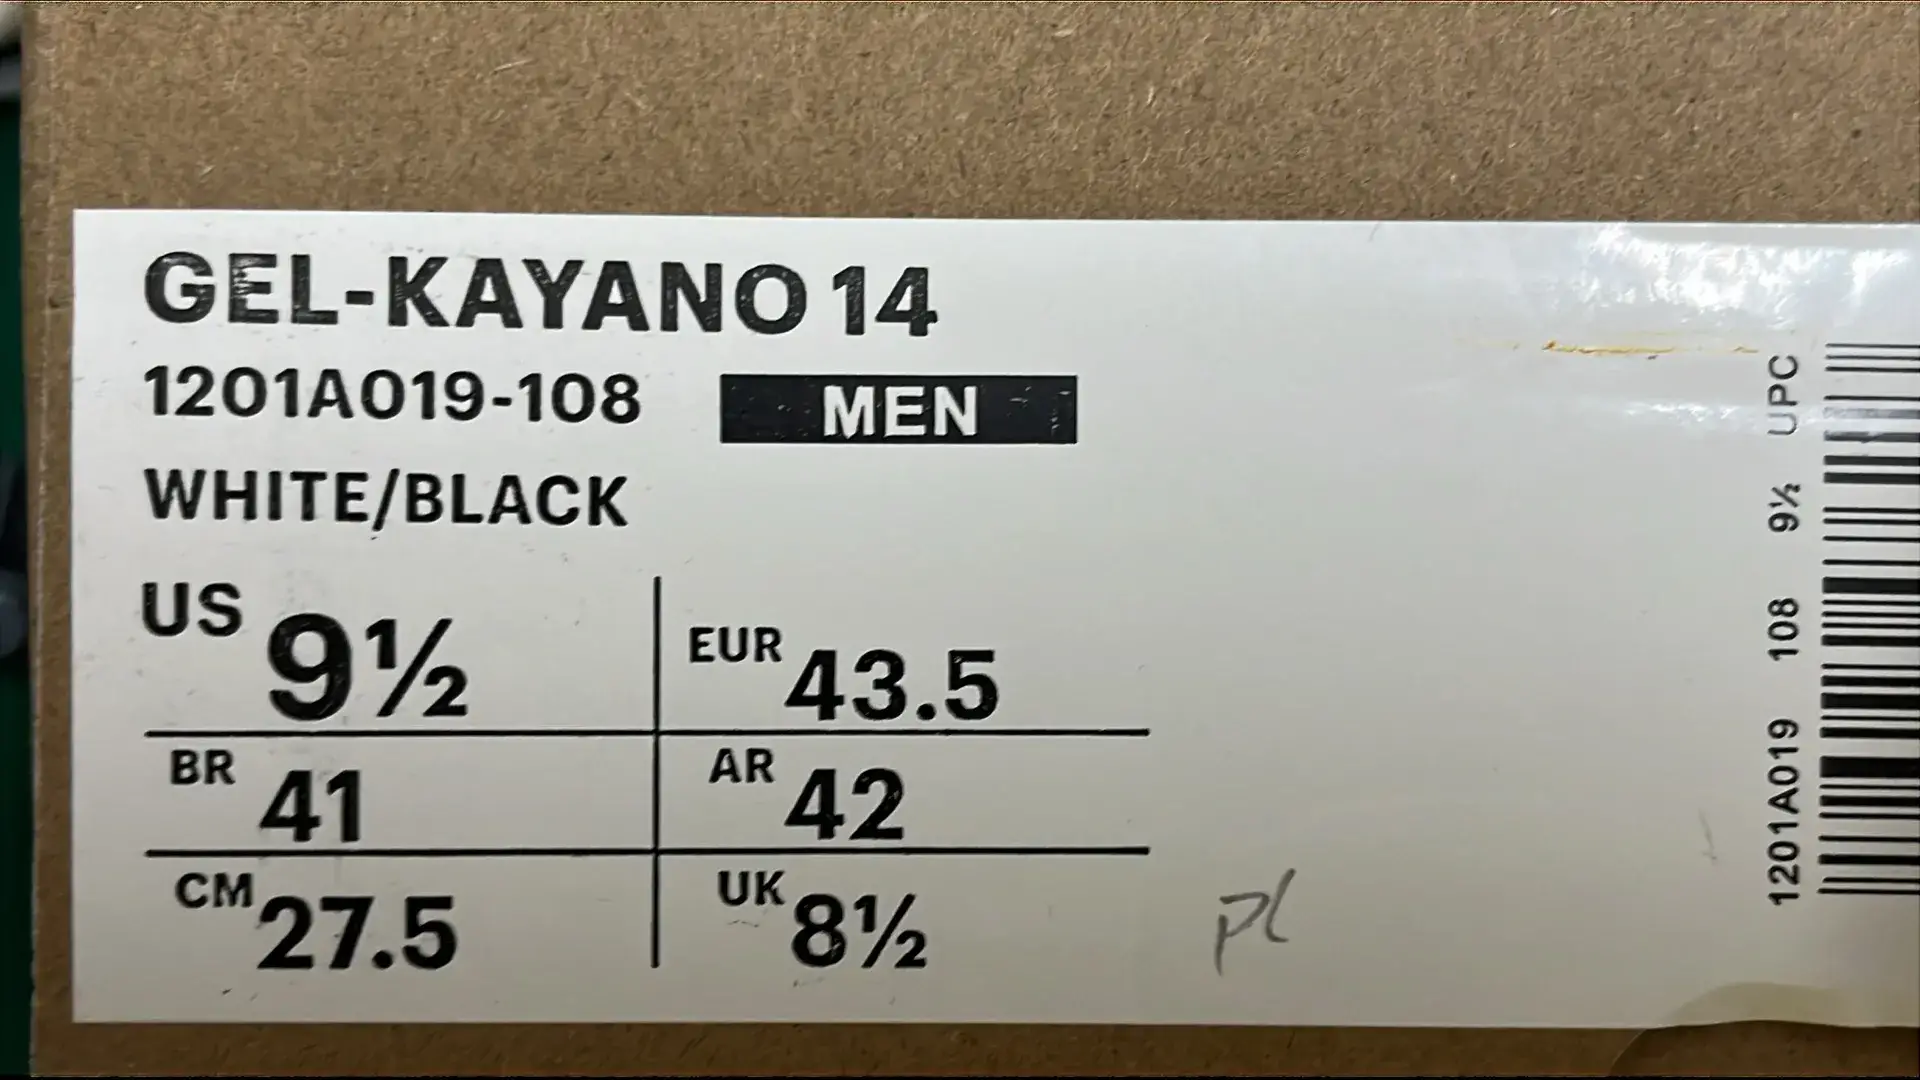 GEL-KAYANO 14
1201A019-108
MEN
WHITE/BLACK
US 9½
EUR 43.5
BR 41
AR 42
CM 27.5
UK 8½
1201A019 108 9½ UPC